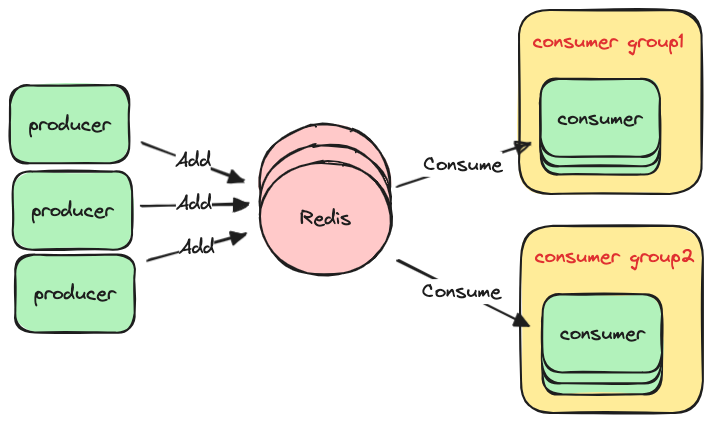 producer
producer
producer
Add
Add
Add
Redis
Consume
Consume
consumer group1
consumer
consumer group2
consumer